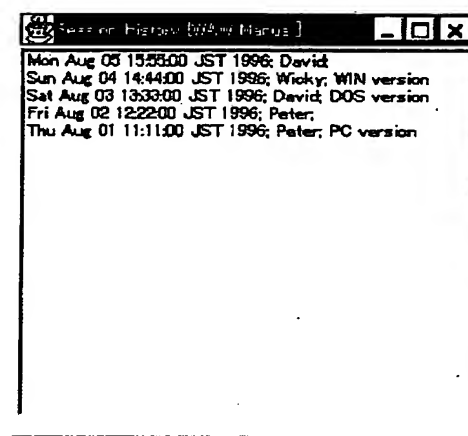 Session History
Mon Aug 05 15:55:00 JST 1996; David;
Sun Aug 04 14:44:00 JST 1996; Wicky; WIN version
Sat Aug 03 13:33:00 JST 1996; David; DOS version
Fri Aug 02 12:22:00 JST 1996; Peter;
Thu Aug 01 11:11:00 JST 1996; Peter; PC version